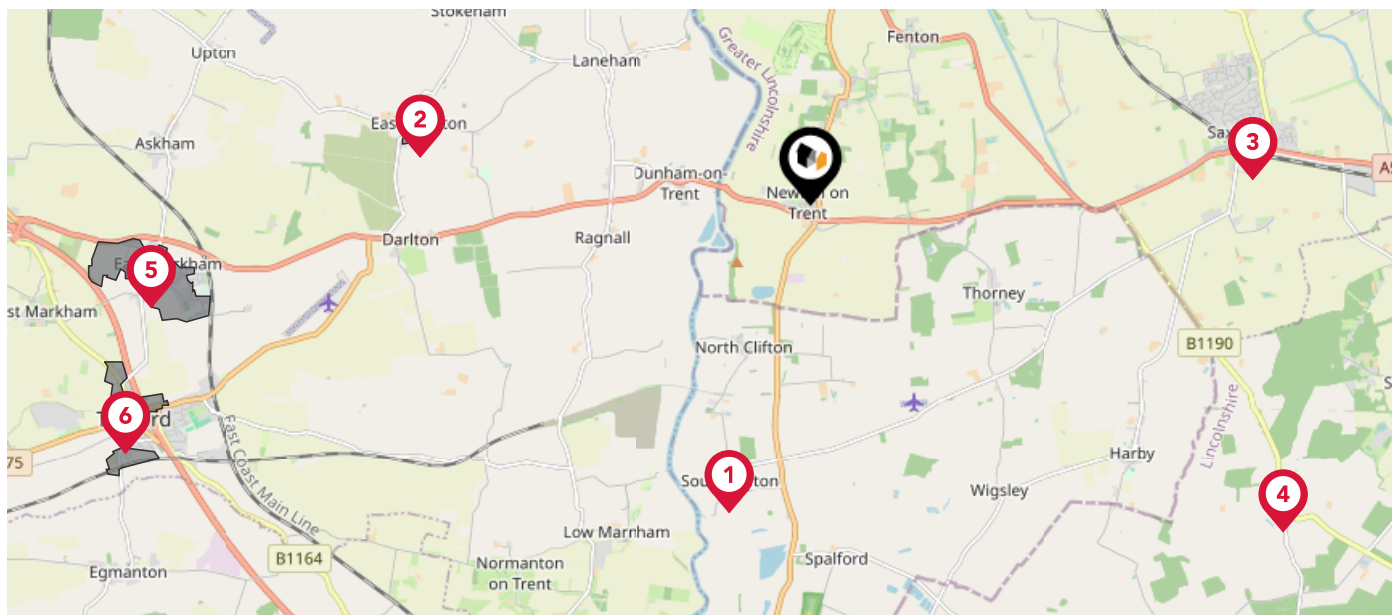 Stokeham
Upton
Laneham
Fenton
Greater Lincolnshire
2
Askham
3
Dunham-on-
Trent
Trent
Darlton
Ragnall
5
A5
Thorney
st Markham
North Clifton
B1190
6
East Coast Main Line
75
Lincolnshire
Harby
1
Wigsley
4
Low Marnham
B1164
Normanton
on Trent
Spalford
Egmanton